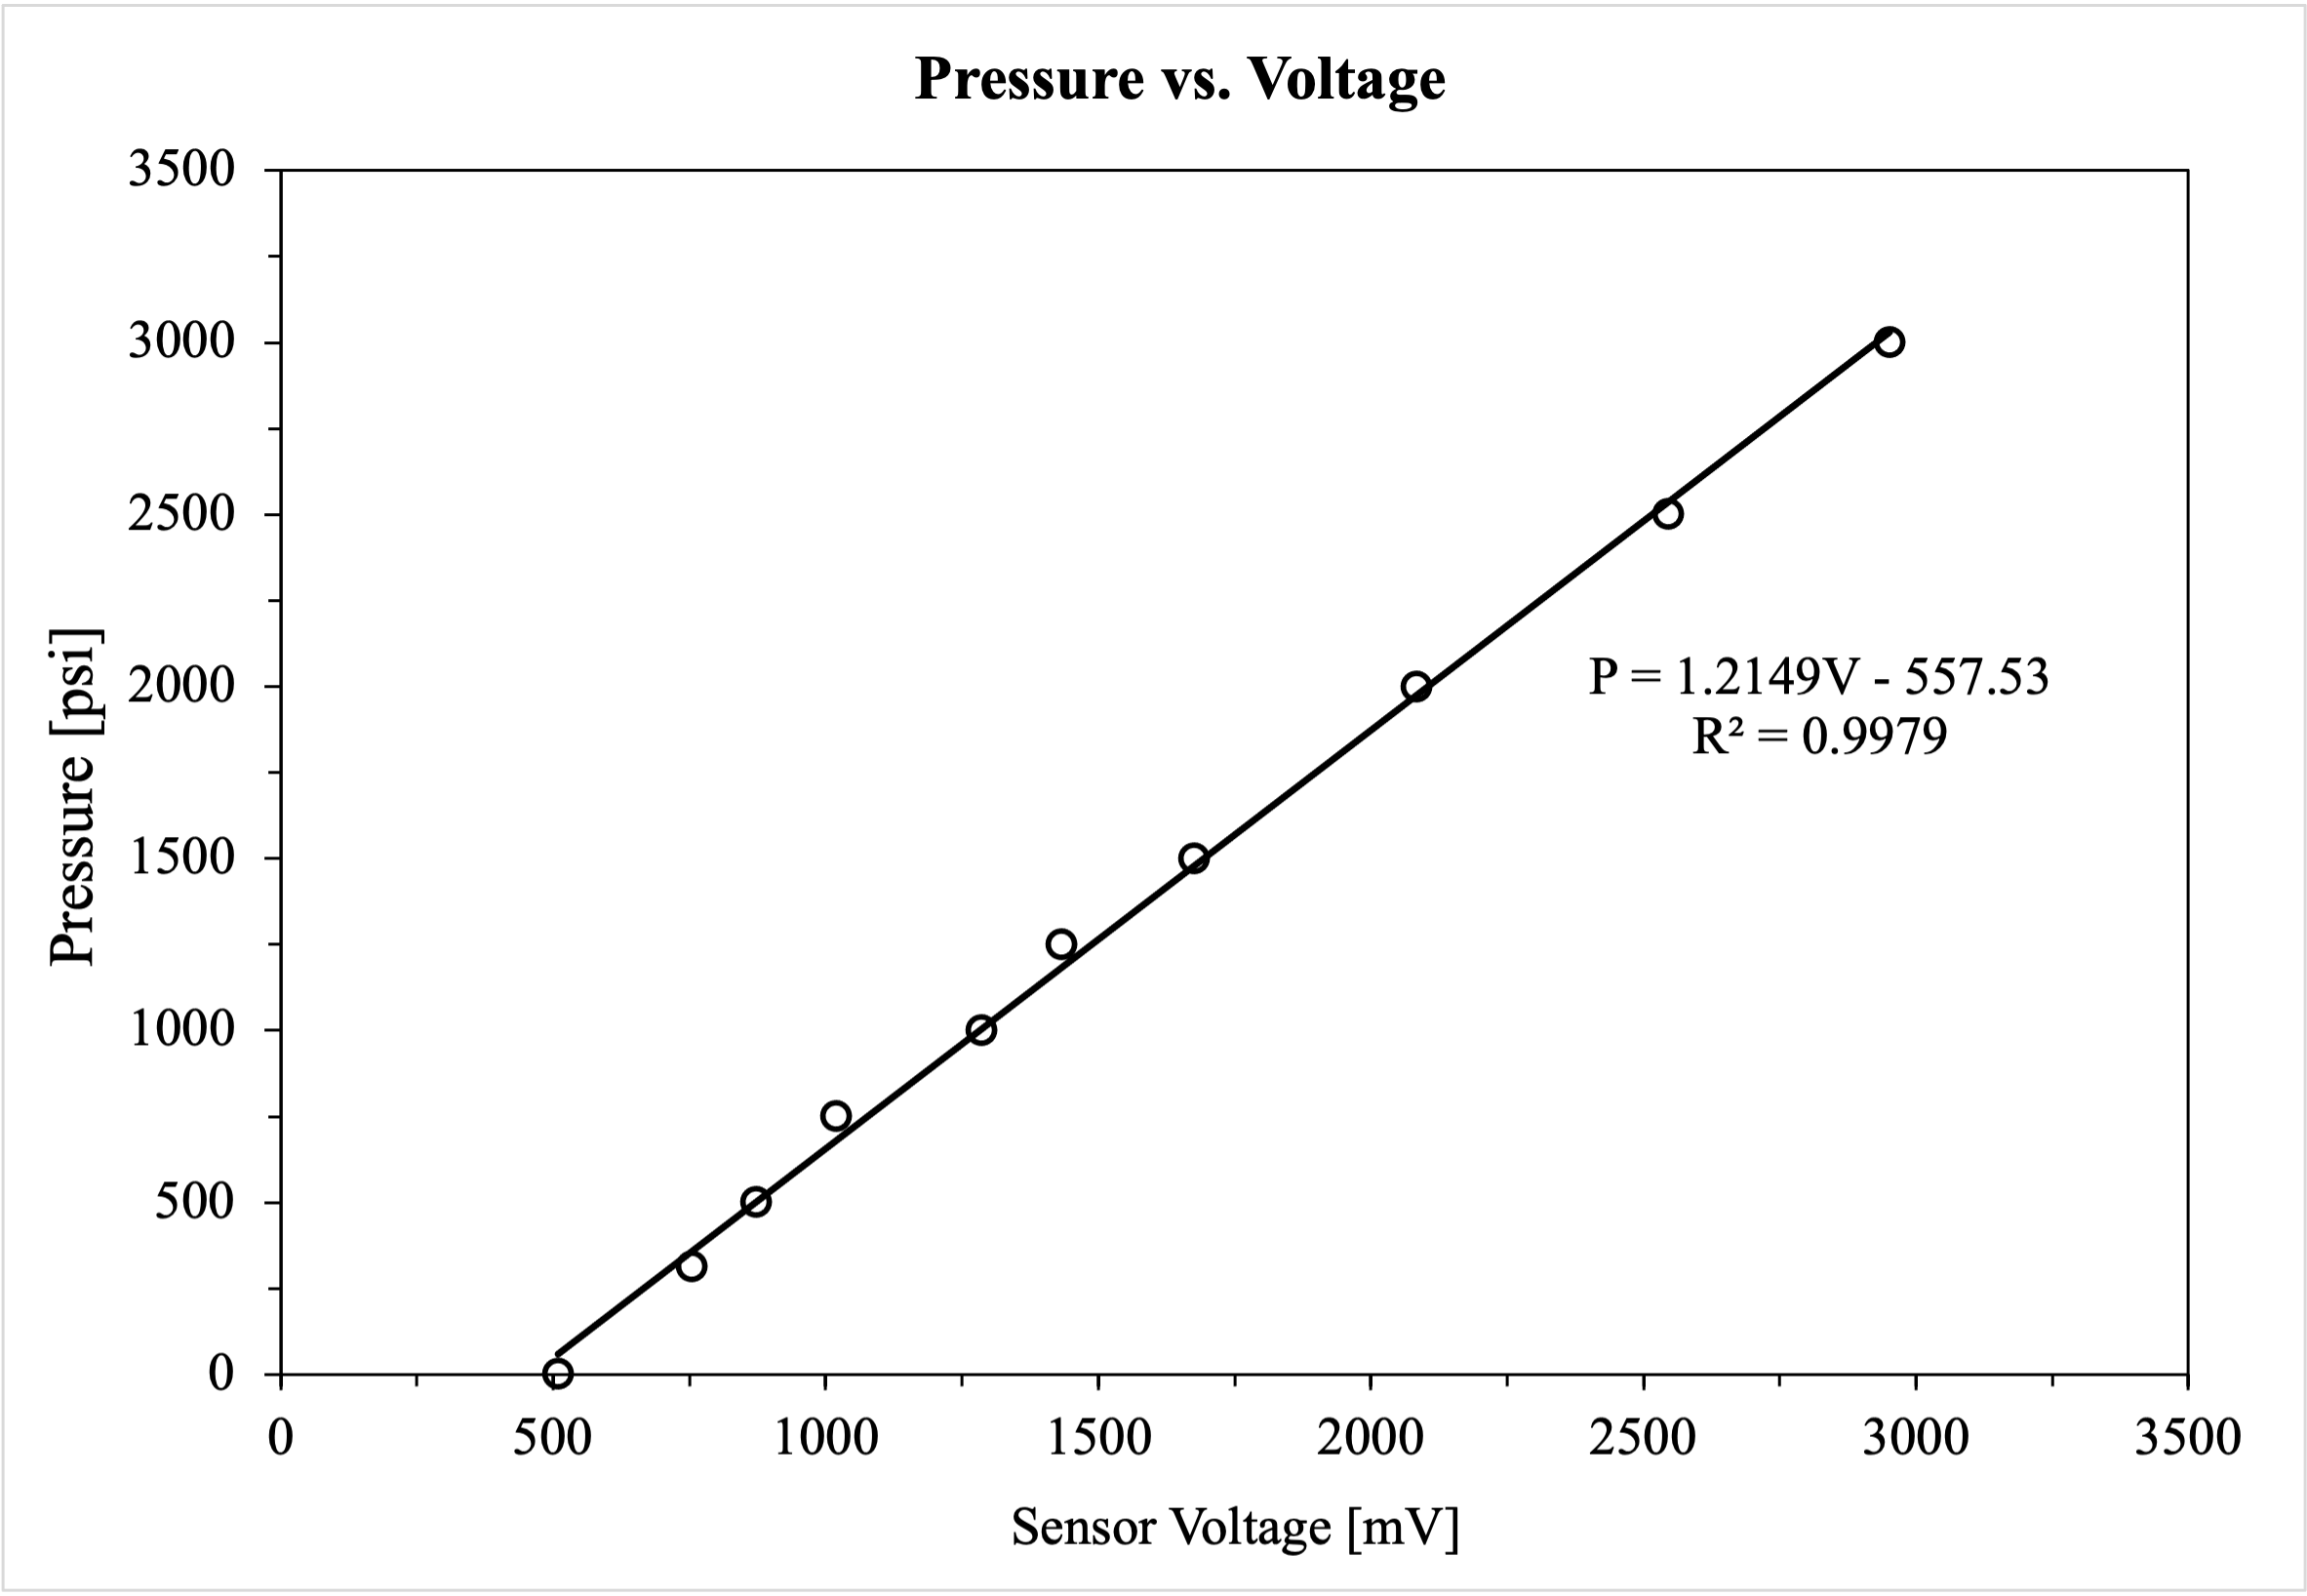 Pressure vs. Voltage
3500
3000
2500
2000
1500
1000
500
0
Pressure [psi]
P = 1.2149V - 557.53
R² = 0.9979
0 500 1000 1500 2000 2500 3000 3500
Sensor Voltage [mV]